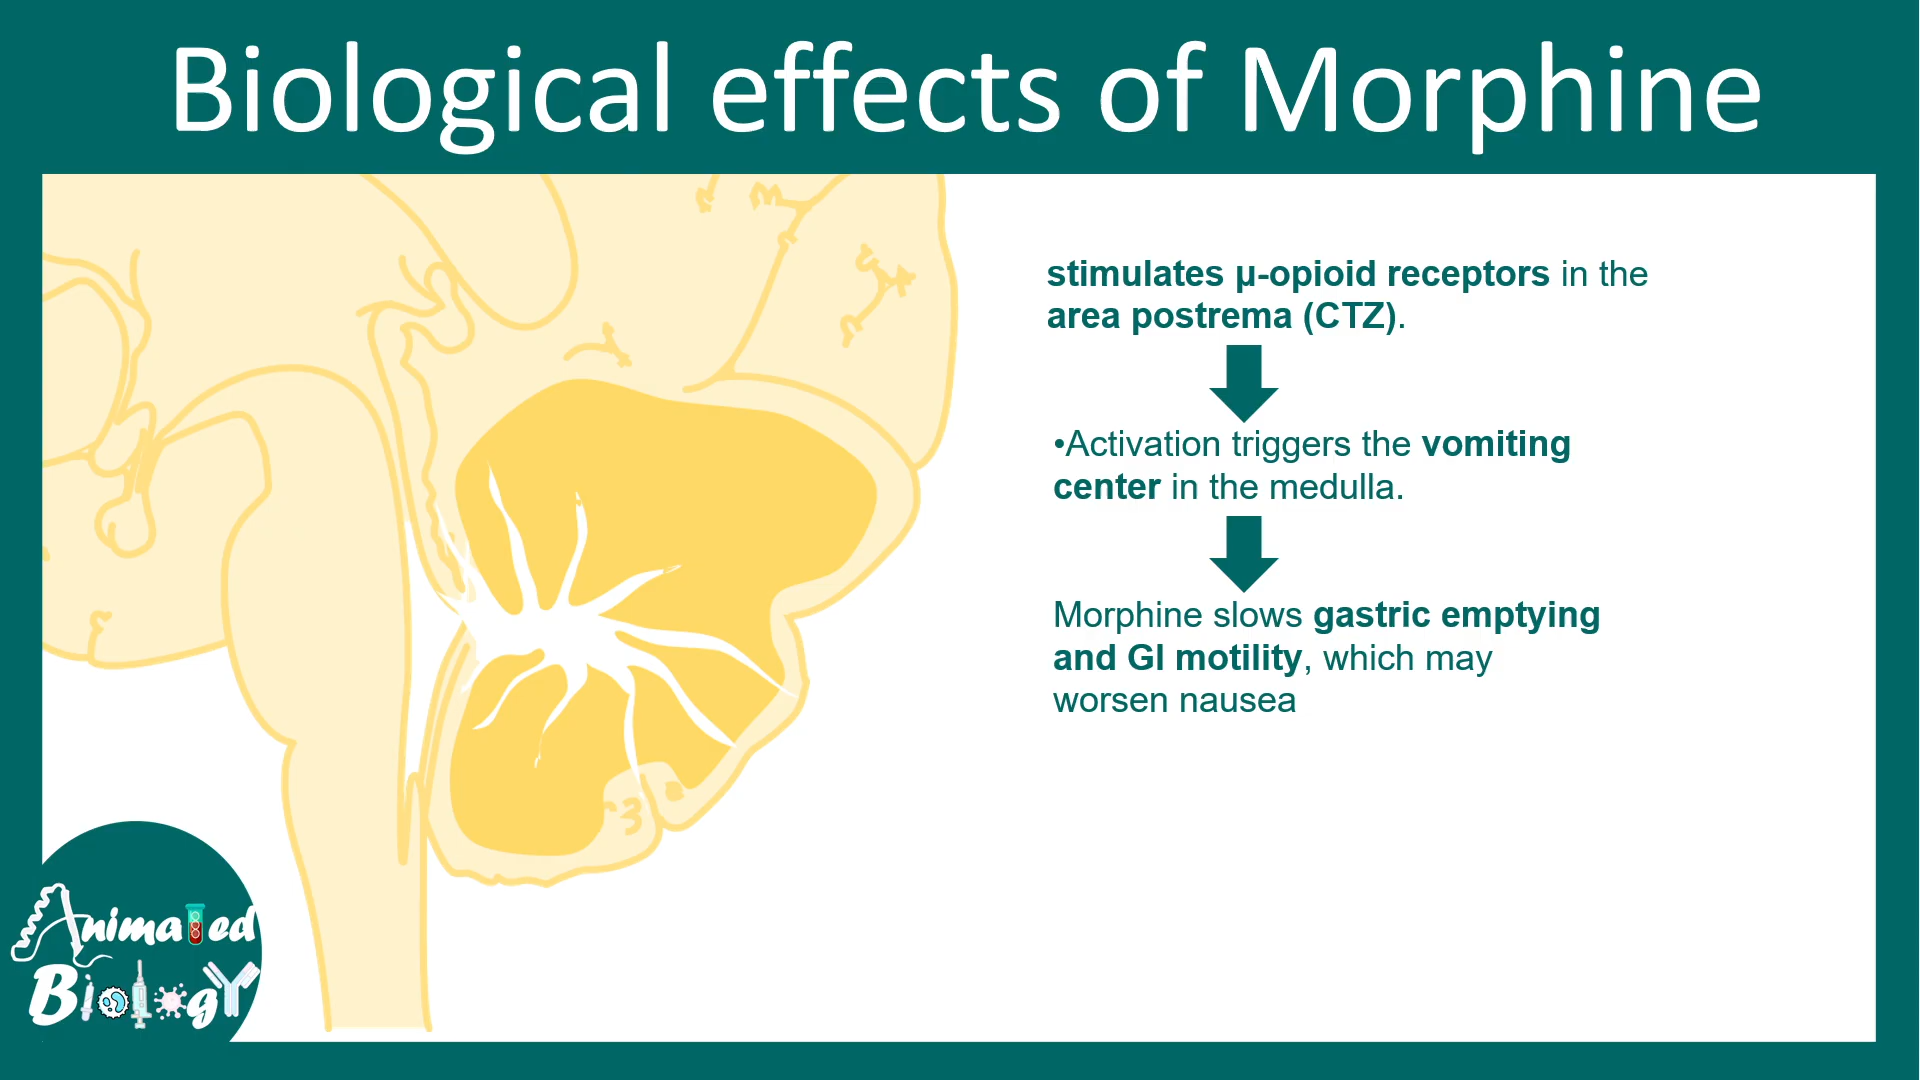 Biological effects of Morphine
stimulates µ-opioid receptors in the
area postrema (CTZ).
•Activation triggers the vomiting
center in the medulla.
Morphine slows gastric emptying
and GI motility, which may
worsen nausea
Animated
Biology